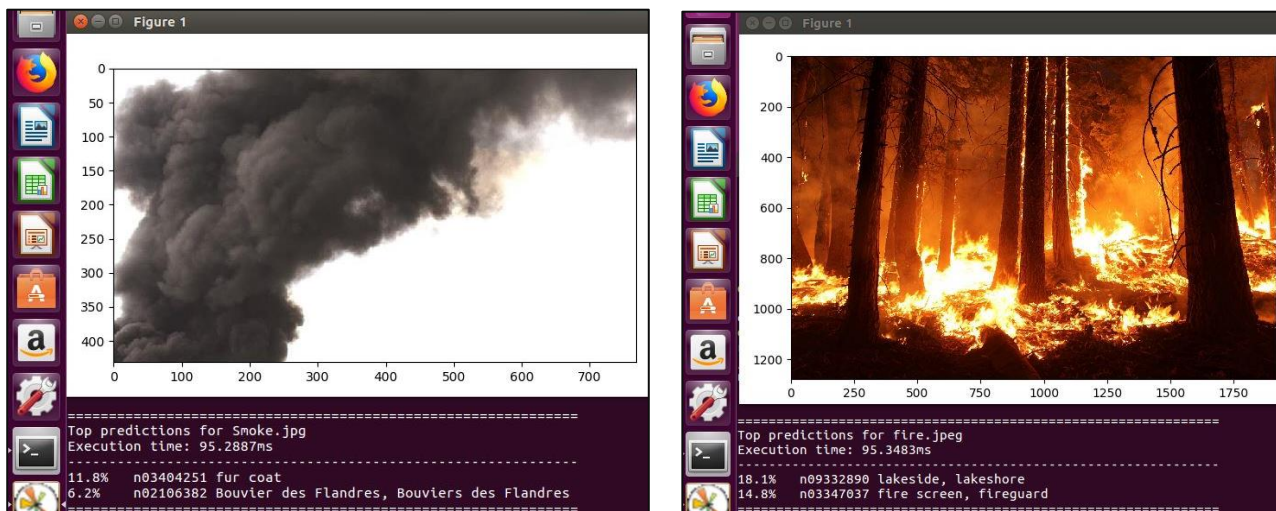 Figure 1
0
50
100
150
200
250
300
350
400
0 100 200 300 400 500 600 700
============================================================
Top predictions for Smoke.jpg
Execution time: 95.2887ms
------------------------------------------------------------
11.8% n03404251 fur coat
6.2% n02106382 Bouvier des Flandres, Bouviers des Flandres
============================================================
Figure 1
0
200
400
600
800
1000
1200
0 250 500 750 1000 1250 1500 1750
============================================================
Top predictions for fire.jpeg
Execution time: 95.3483ms
------------------------------------------------------------
18.1% n09332890 lakeside, lakeshore
14.8% n03347037 fire screen, fireguard
============================================================